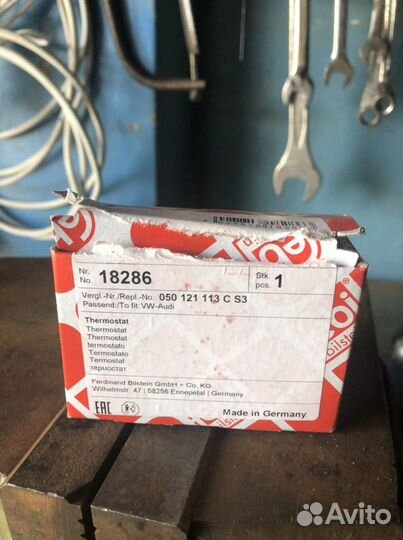 Nr.
No. 18286
Stk.
pcs. 1
Vergl.-Nr./Repl.-No. 050 121 113 C S3
Passend:/To fit:VW-Audi
Thermostat
Thermostat
Thermostat
termostato
Termostato
Termostat
термостат
Ferdinand Bilstein GmbH + Co. KG
Wilhelmstr. 47 | 58256 Ennepetal | Germany
EAC
Made in Germany
bilstein
Avito